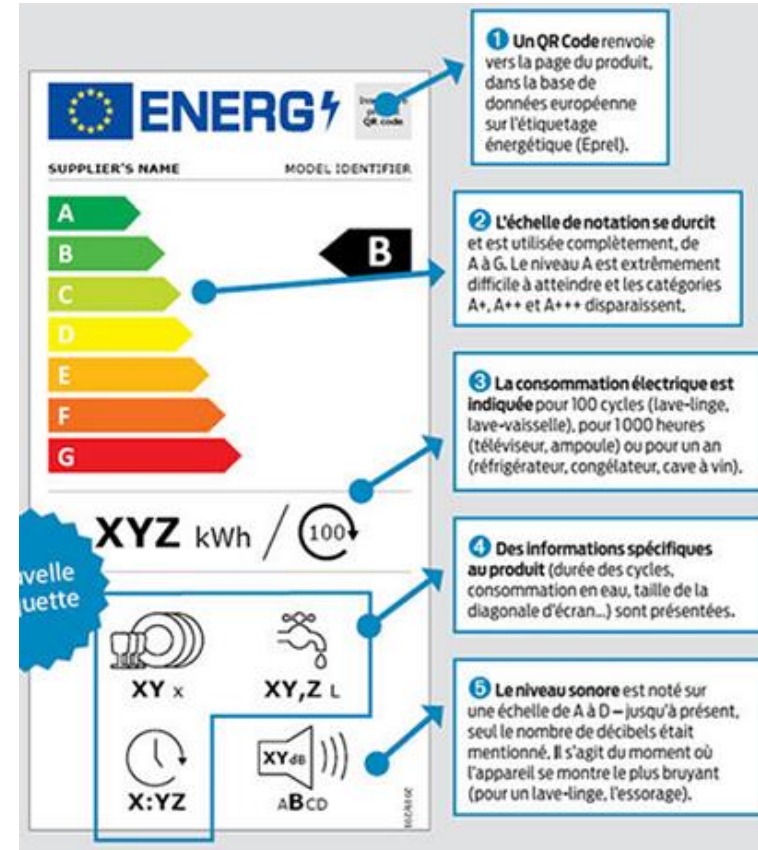 ENERG
QR code
SUPPLIER'S NAME MODEL IDENTIFIER
A
B
C
D
E
F
G
B
XYZ kWh / 100
velle
uette
XY x
XY,Z L
X:YZ
XY dB
ABCD
1 Un QR Code renvoie
vers la page du produit,
dans la base de
données européenne
sur l'étiquetage
énergétique (Eprel).
2 L'échelle de notation se durcit
et est utilisée complètement, de
A à G. Le niveau A est extrêmement
difficile à atteindre et les catégories
A+, A++ et A+++ disparaissent.
3 La consommation électrique est
indiquée pour 100 cycles (lave-linge,
lave-vaisselle), pour 1000 heures
(téléviseur, ampoule) ou pour un an
(réfrigérateur, congélateur, cave à vin).
4 Des informations spécifiques
au produit (durée des cycles,
consommation en eau, taille de la
diagonale d'écran...) sont présentées.
5 Le niveau sonore est noté sur
une échelle de A à D – jusqu'à présent,
seul le nombre de décibels était
mentionné. Il s'agit du moment où
l'appareil se montre le plus bruyant
(pour un lave-linge, l'essorage).